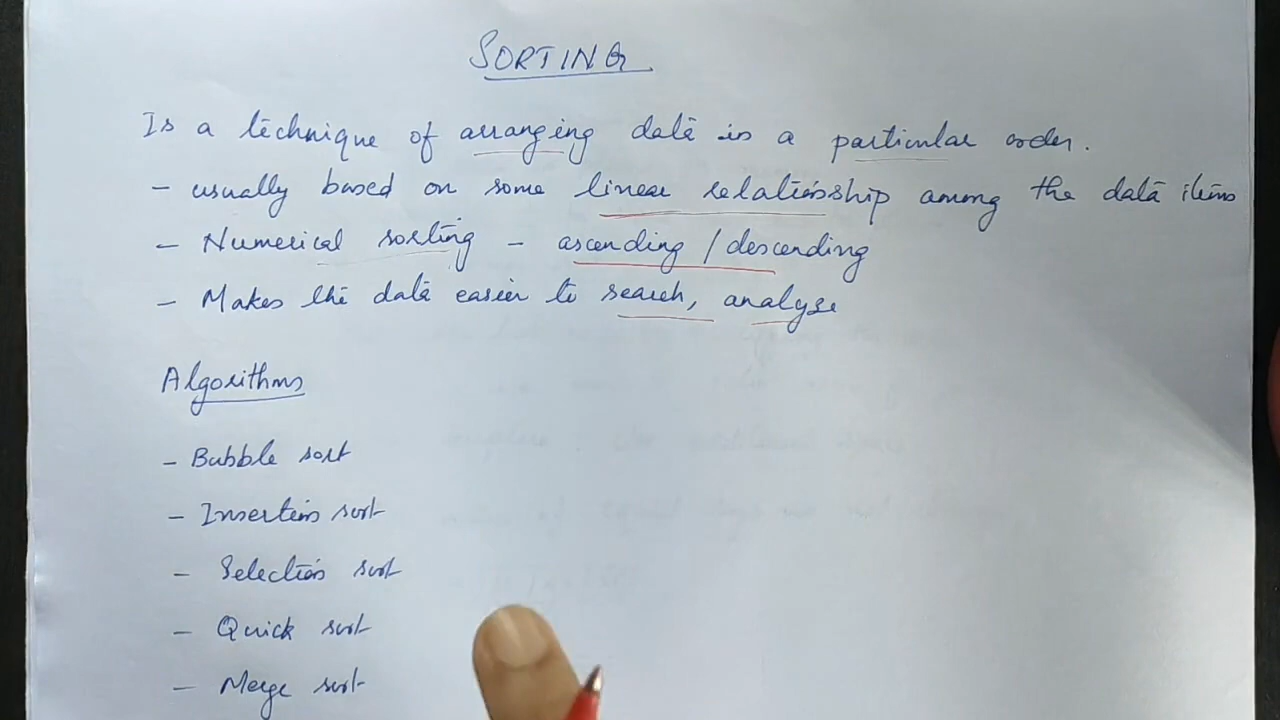 SORTING
Is a technique of arranging data in a particular order.
- usually based on some linear relationship among the data items
- Numerical sorting - ascending / descending
- Makes the data easier to search, analyse
Algorithms
- Bubble sort
- Insertion sort
- Selection sort
- Quick sort
- Merge sort